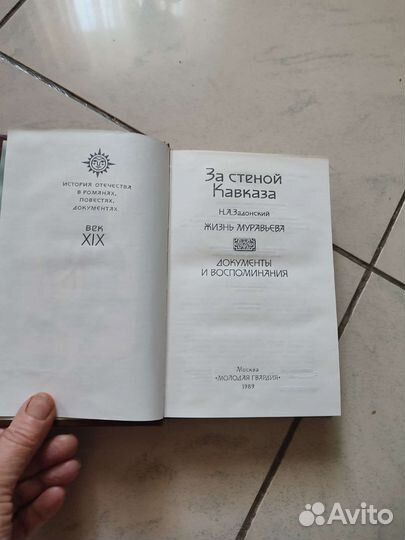 ИСТОРИЯ ОТЕЧЕСТВА
В РОМАНАХ,
ПОВЕСТЯХ,
ДОКУМЕНТАХ
ВЕК
XIX
За стеной
Кавказа
Н.А.Задонский
ЖИЗНЬ МУРАВЬЕВА
ДОКУМЕНТЫ
И ВОСПОМИНАНИЯ
Москва
«МОЛОДАЯ ГВАРДИЯ»
1989
Avito